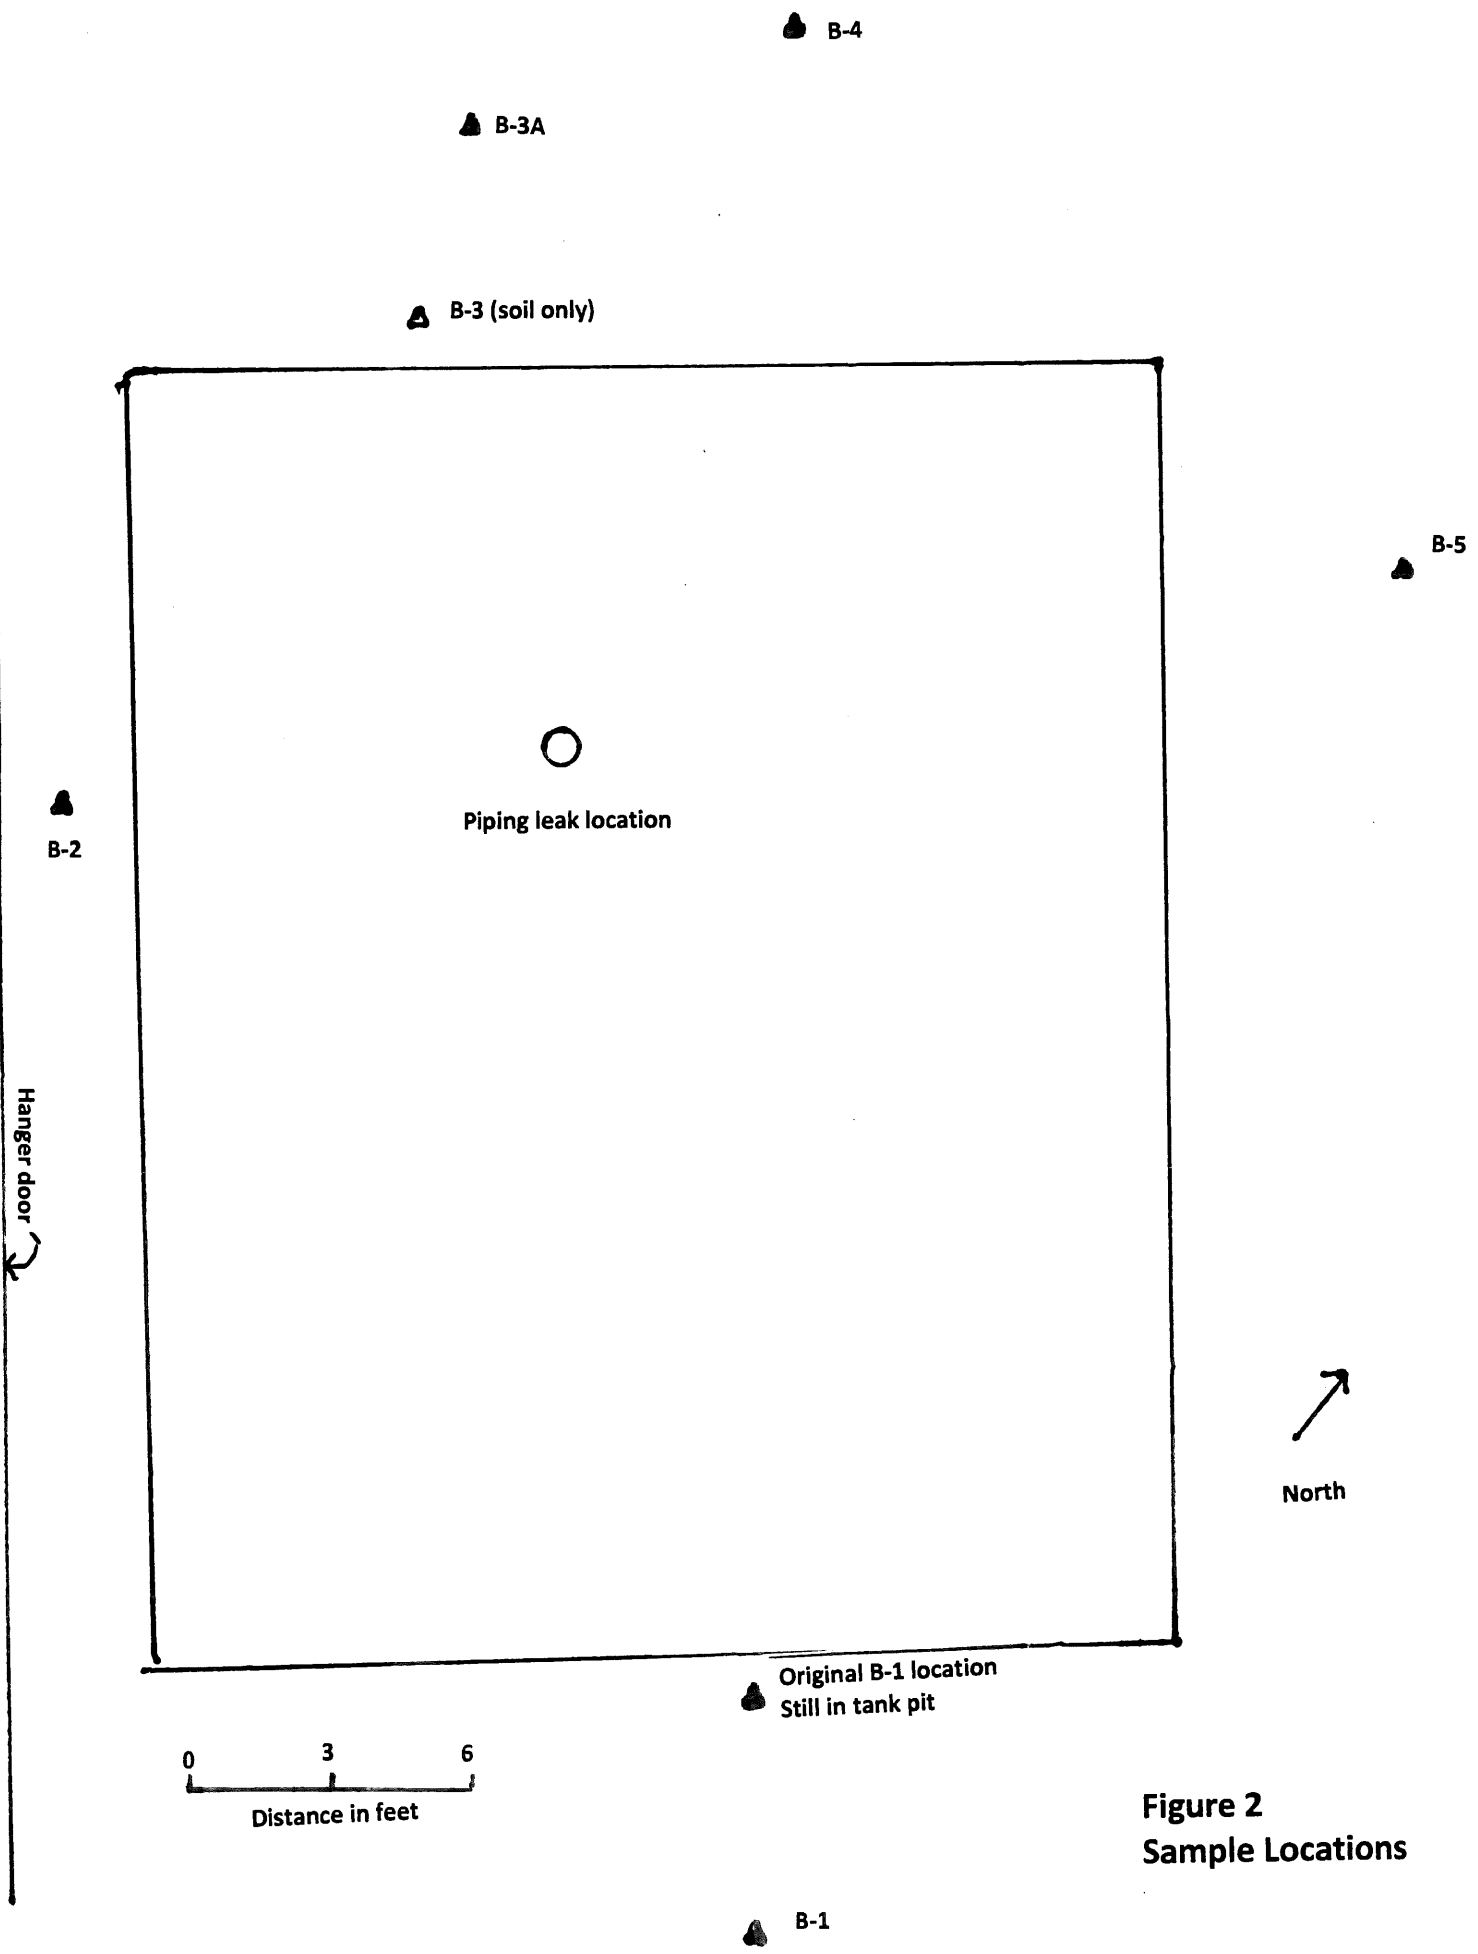 B-4
B-3A
B-3 (soil only)
B-5
Piping leak location
B-2
Hanger door
North
Original B-1 location
Still in tank pit
0 3 6
Distance in feet
Figure 2
Sample Locations
B-1